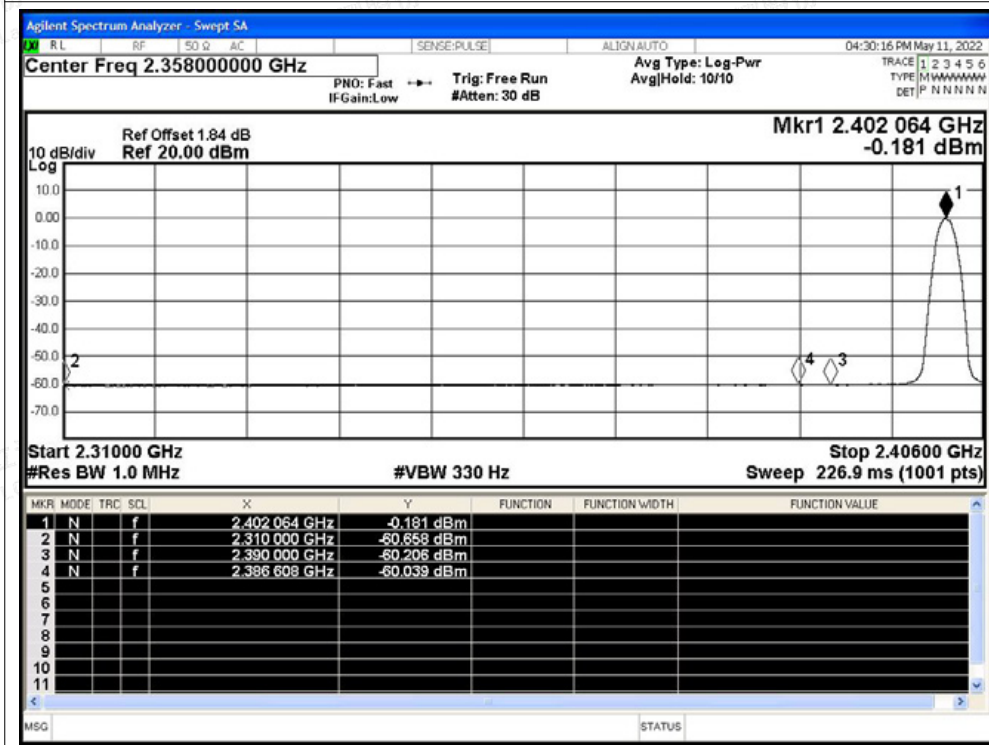 Agilent Spectrum Analyzer - Swept SA
RL RF 50 Ω AC SENSE:PULSE ALIGN AUTO 04:30:16 PM May 11, 2022
Center Freq 2.358000000 GHz
PNO: Fast
IFGain:Low
Trig: Free Run
#Atten: 30 dB
Avg Type: Log-Pwr
Avg|Hold: 10/10
TRACE 1 2 3 4 5 6
TYPE M
DET P N N N N N
Ref Offset 1.84 dB
10 dB/div Ref 20.00 dBm
Log
Mkr1 2.402 064 GHz
-0.181 dBm
10.0
0.00
-10.0
-20.0
-30.0
-40.0
-50.0
-60.0
-70.0
1
2
4 3
Start 2.31000 GHz Stop 2.40600 GHz
#Res BW 1.0 MHz #VBW 330 Hz Sweep 226.9 ms (1001 pts)
MKR MODE TRC SCL X Y FUNCTION FUNCTION WIDTH FUNCTION VALUE
1 N f 2.402 064 GHz -0.181 dBm
2 N f 2.310 000 GHz -60.658 dBm
3 N f 2.390 000 GHz -60.206 dBm
4 N f 2.386 608 GHz -60.039 dBm
5
6
7
8
9
10
11
MSG STATUS